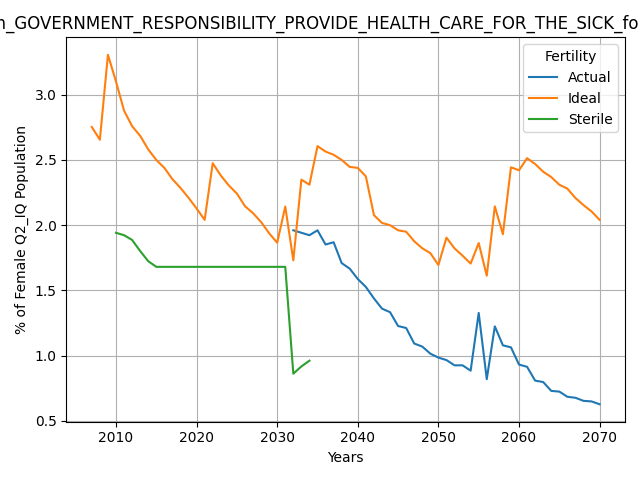 n_GOVERNMENT_RESPONSIBILITY_PROVIDE_HEALTH_CARE_FOR_THE_SICK_fo
Fertility
Actual
Ideal
Sterile
% of Female Q2_IQ Population
3.0
2.5
2.0
1.5
1.0
0.5
2010 2020 2030 2040 2050 2060 2070
Years